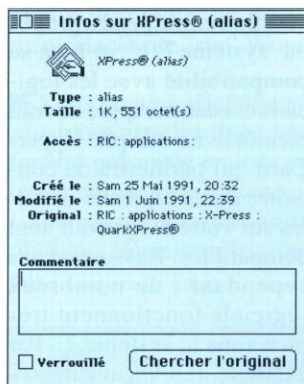 Infos sur XPress® (alias)
XPress® (alias)
Type : alias
Taille : 1K, 551 octet(s)
Accès : RIC : applications :
Créé le : Sam 25 Mai 1991, 20:32
Modifié le : Sam 1 Juin 1991, 22:39
Original : RIC : applications : X-Press :
QuarkXPress®
Commentaire
Verrouillé
Chercher l'original